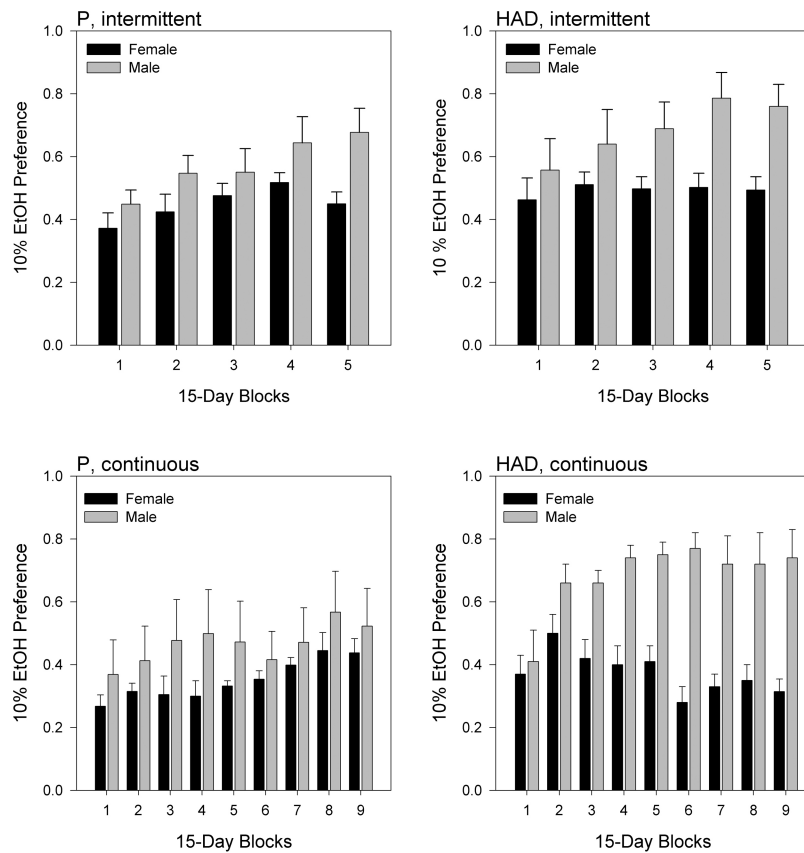 P, intermittent
1.0
0.8
0.6
0.4
0.2
0.0
10% EtOH Preference
Female
Male
1 2 3 4 5
15-Day Blocks
HAD, intermittent
1.0
0.8
0.6
0.4
0.2
0.0
10 % EtOH Preference
Female
Male
1 2 3 4 5
15-Day Blocks
P, continuous
1.0
0.8
0.6
0.4
0.2
0.0
10% EtOH Preference
Female
Male
1 2 3 4 5 6 7 8 9
15-Day Blocks
HAD, continuous
1.0
0.8
0.6
0.4
0.2
0.0
10% EtOH Preference
Female
Male
1 2 3 4 5 6 7 8 9
15-Day Blocks